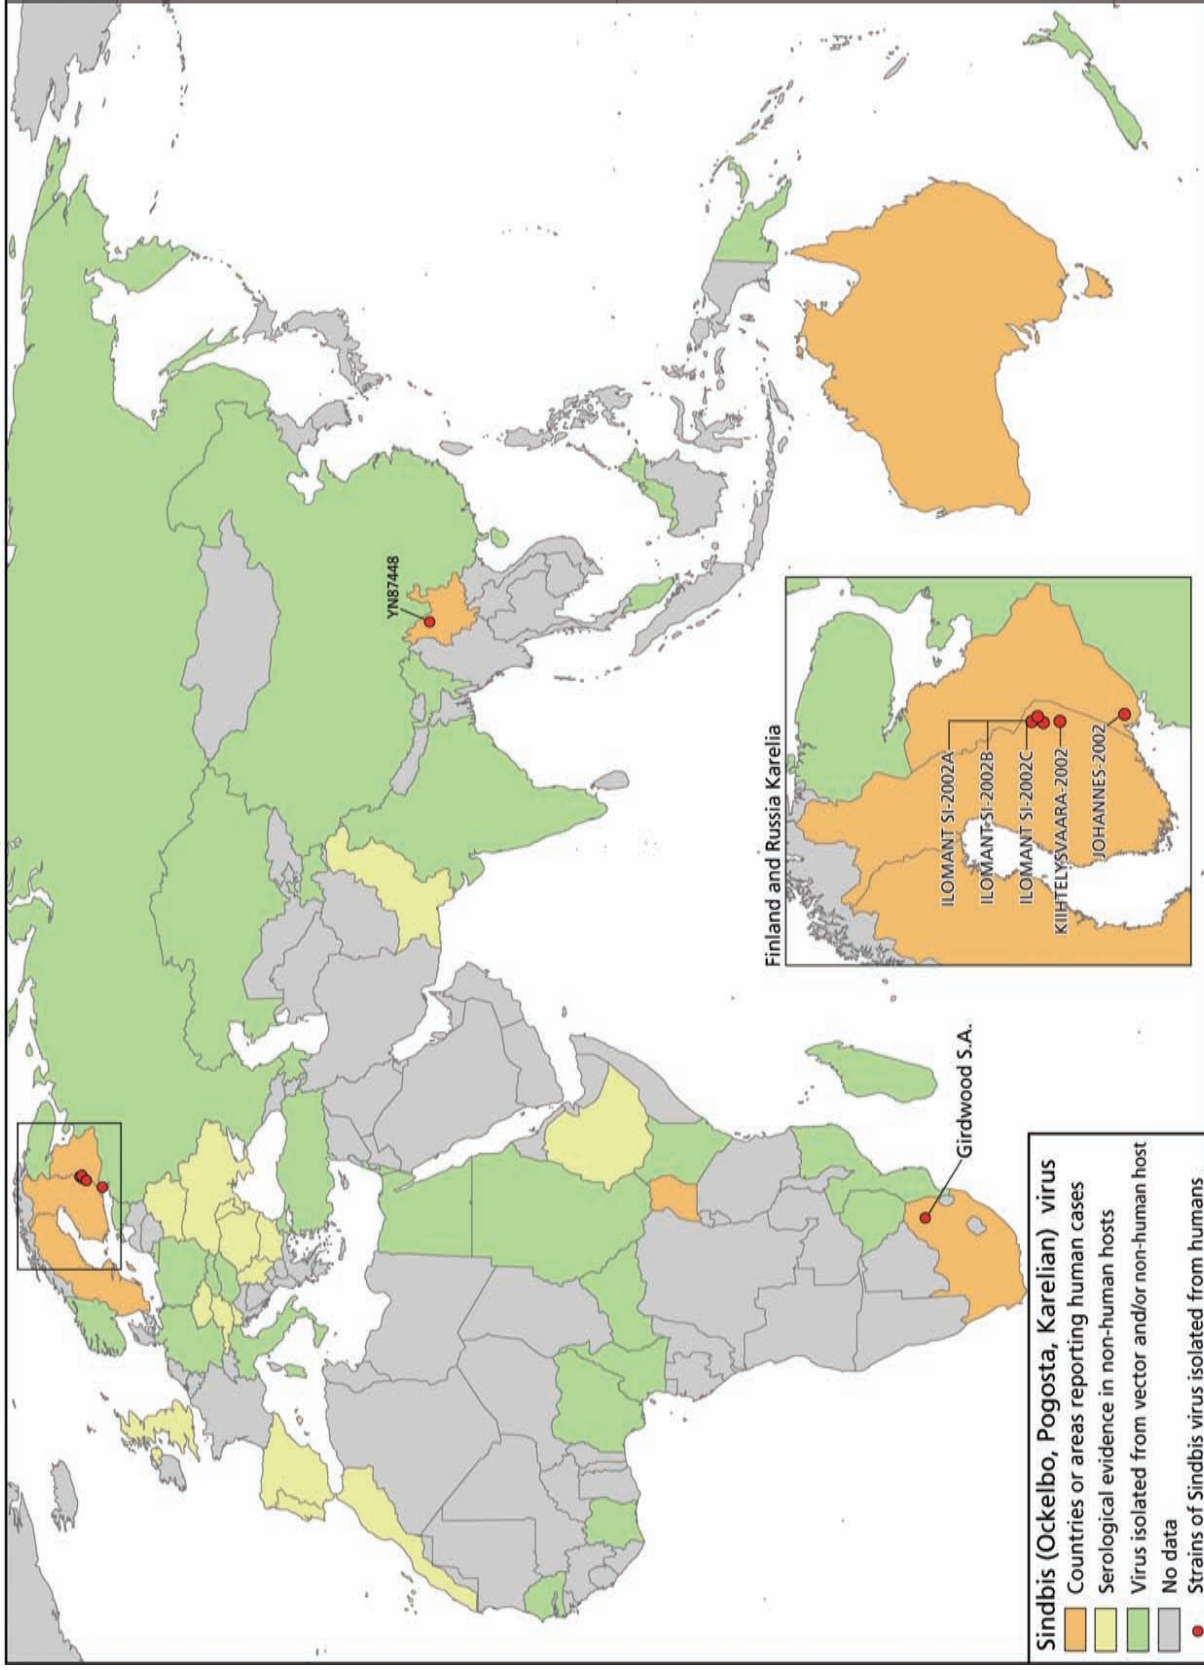 YN87448
Finland and Russia Karelia
ILOMANT SI-2002A
ILOMANT-SI-2002B
ILOMANT SI-2002C
KIIHTELYSVAARA-2002
JOHANNES-2002
Girdwood S.A.
Sindbis (Ockelbo, Pogosta, Karelian) virus
Countries or areas reporting human cases
Serological evidence in non-human hosts
Virus isolated from vector and/or non-human host
No data
Strains of Sindbis virus isolated from humans